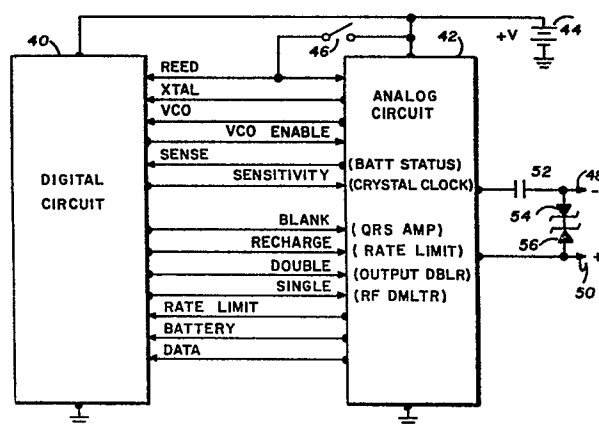 40
46
42
+V
44
REED
XTAL
VCO
VCO ENABLE
SENSE
SENSITIVITY
BLANK
RECHARGE
DOUBLE
SINGLE
RATE LIMIT
BATTERY
DATA
DIGITAL
CIRCUIT
ANALOG
CIRCUIT
(BATT STATUS)
(CRYSTAL CLOCK)
(QRS AMP)
( RATE LIMIT)
(OUTPUT DBLR)
(RF DMLTR)
52
48
-
54
56
+
50